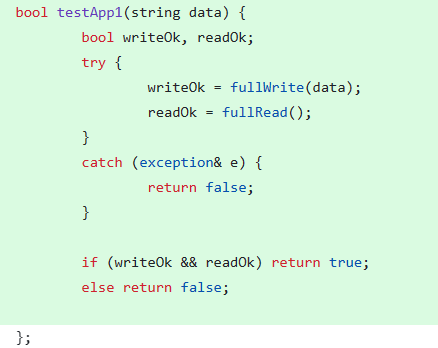 bool testApp1(string data) {
        bool writeOk, readOk;
        try {
                writeOk = fullWrite(data);
                readOk = fullRead();
        }
        catch (exception& e) {
                return false;
        }

        if (writeOk && readOk) return true;
        else return false;

};